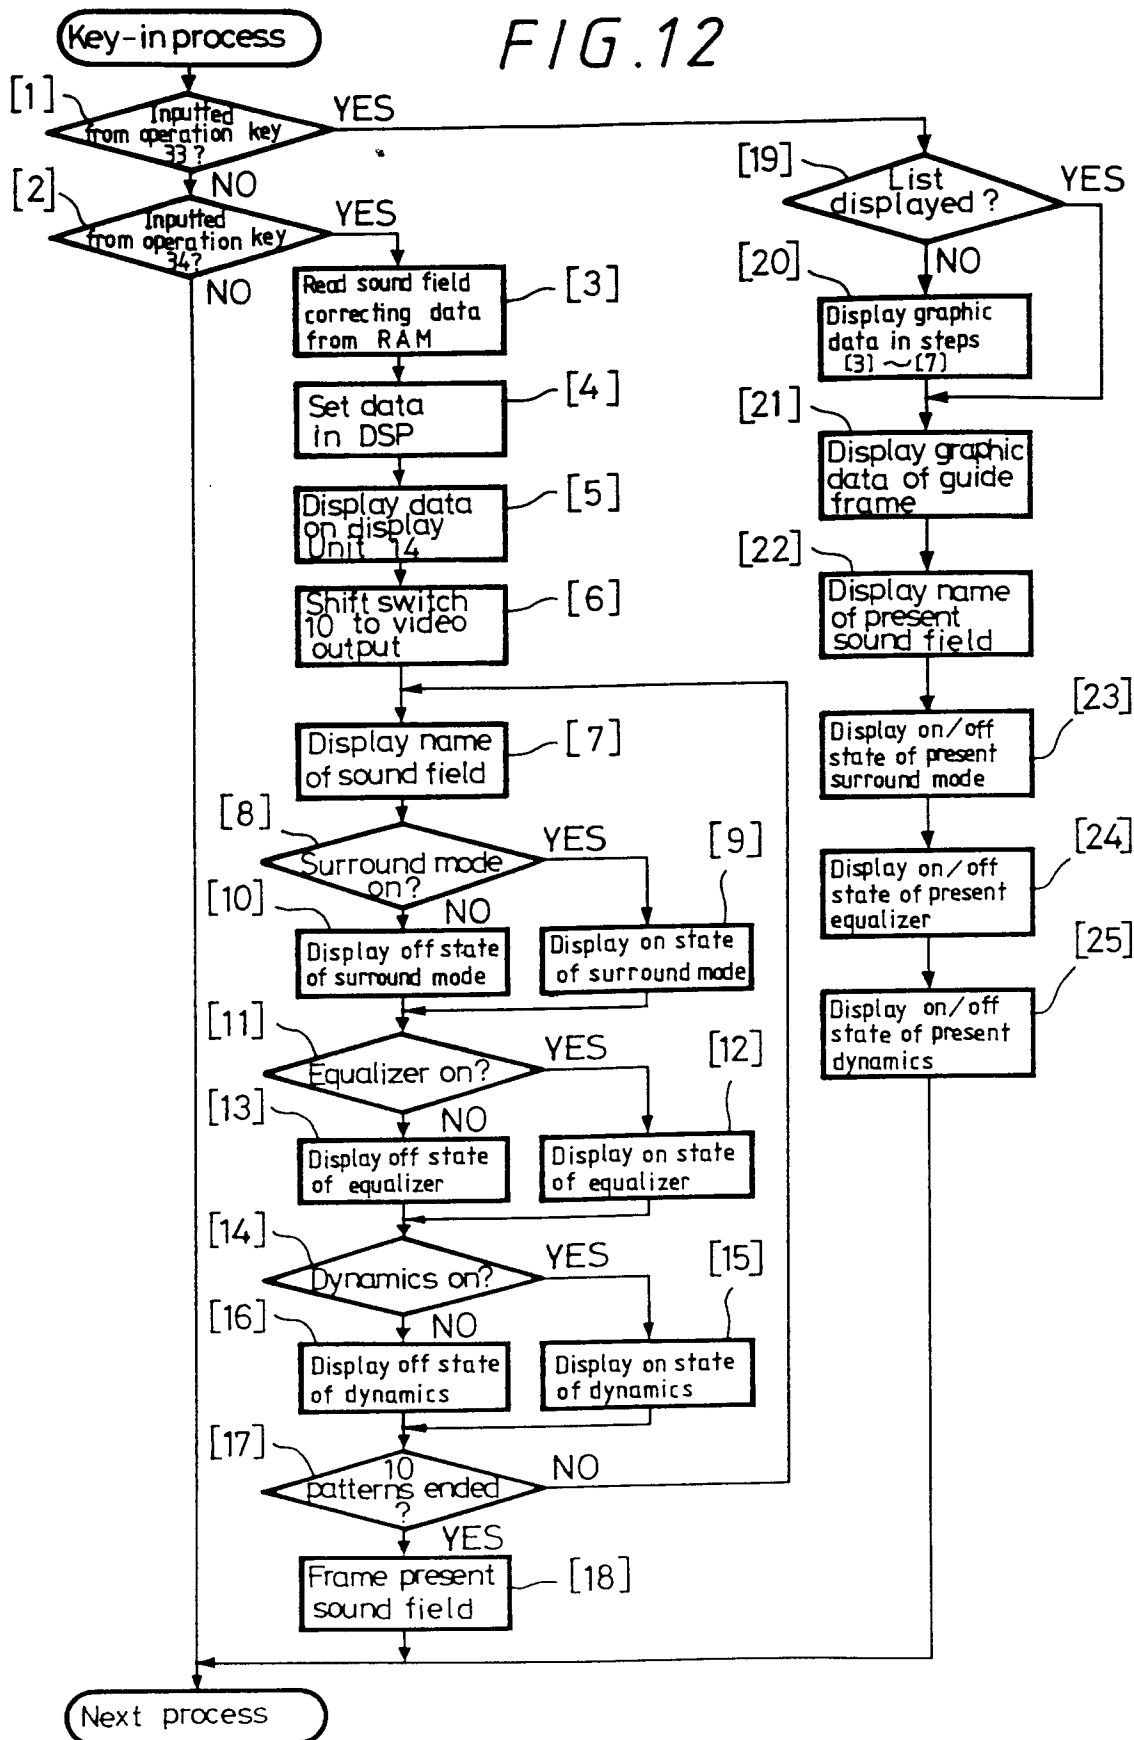 FIG.12
Key-in process
[1]
Inputted
from operation key
33?
YES
NO
[2]
Inputted
from operation key
34?
YES
NO
[3]
Read sound field
correcting data
from RAM
[4]
Set data
in DSP
[5]
Display data
on display
Unit 14
[6]
Shift switch
10 to video
output
[7]
Display name
of sound field
[8]
Surround mode
on?
YES
NO
[9]
Display on state
of surround mode
[10]
Display off state
of surround mode
[11]
Equalizer on?
YES
NO
[12]
Display on state
of equalizer
[13]
Display off state
of equalizer
[14]
Dynamics on?
YES
NO
[15]
Display on state
of dynamics
[16]
Display off state
of dynamics
[17]
10
patterns ended
?
NO
YES
[18]
Frame present
sound field
[19]
List
displayed?
YES
NO
[20]
Display graphic
data in steps
[3]~[7]
[21]
Display graphic
data of guide
frame
[22]
Display name
of present
sound field
[23]
Display on/off
state of present
surround mode
[24]
Display on/off
state of present
equalizer
[25]
Display on/off
state of present
dynamics
Next process